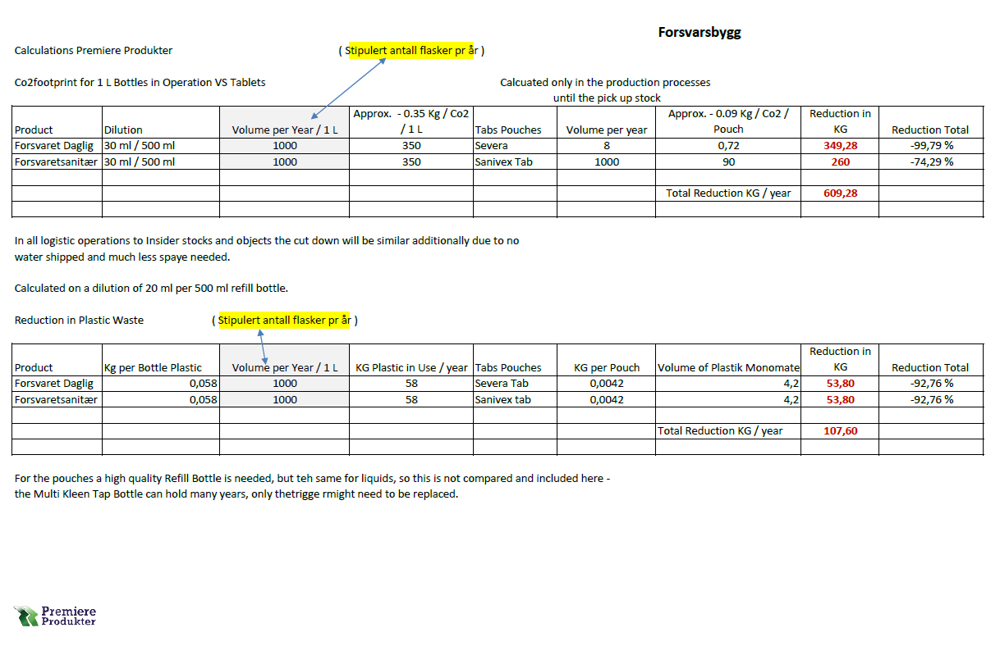 Forsvarsbygg
Calculations Premiere Produkter ( Stipulert antall flasker pr år )
Co2footprint for 1 L Bottles in Operation VS Tablets Calcuated only in the production processes
until the pick up stock
Product Dilution Volume per Year / 1 L Approx. - 0.35 Kg / Co2 / 1 L Tabs Pouches Volume per year Approx. - 0.09 Kg / Co2 / Pouch Reduction in KG Reduction Total
Forsvaret Daglig 30 ml / 500 ml 1000 350 Severa 8 0,72 349,28 -99,79 %
Forsvaretsanitær 30 ml / 500 ml 1000 350 Sanivex Tab 1000 90 260 -74,29 %
Total Reduction KG / year 609,28
In all logistic operations to Insider stocks and objects the cut down will be similar additionally due to no
water shipped and much less spaye needed.
Calculated on a dilution of 20 ml per 500 ml refill bottle.
Reduction in Plastic Waste ( Stipulert antall flasker pr år )
Product Kg per Bottle Plastic Volume per Year / 1 L KG Plastic in Use / year Tabs Pouches KG per Pouch Volume of Plastik Monomate Reduction in KG Reduction Total
Forsvaret Daglig 0,058 1000 58 Severa Tab 0,0042 4,2 53,80 -92,76 %
Forsvaretsanitær 0,058 1000 58 Sanivex tab 0,0042 4,2 53,80 -92,76 %
Total Reduction KG / year 107,60
For the pouches a high quality Refill Bottle is needed, but teh same for liquids, so this is not compared and included here -
the Multi Kleen Tap Bottle can hold many years, only thetrigge rmight need to be replaced.
Premiere
Produkter